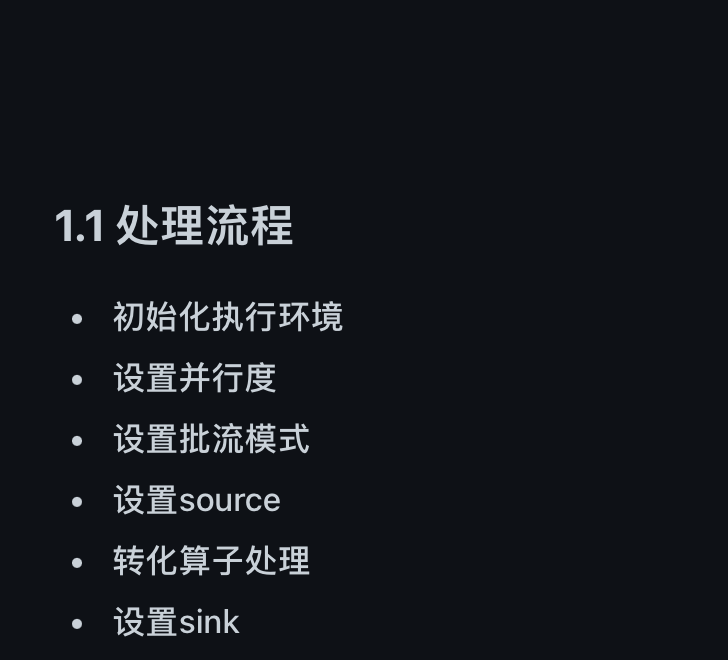 1.1 处理流程
• 初始化执行环境
• 设置并行度
• 设置批流模式
• 设置source
• 转化算子处理
• 设置sink